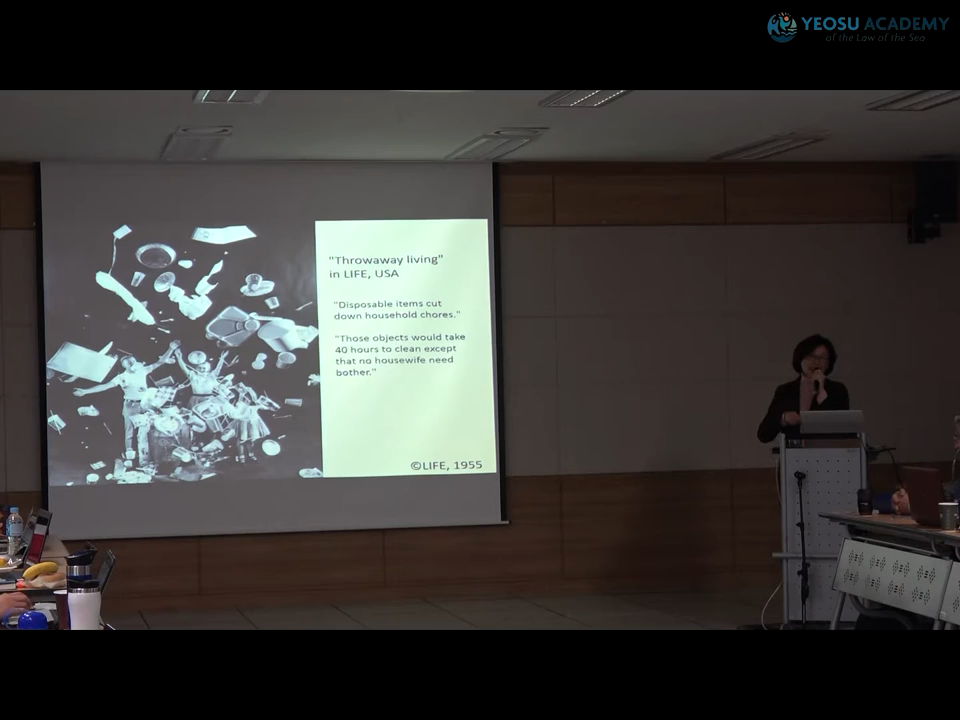 YEOSU ACADEMY
of the Law of the Sea
"Throwaway living"
in LIFE, USA
"Disposable items cut
down household chores."
"Those objects would take
40 hours to clean except
that no housewife need
bother."
©LIFE, 1955